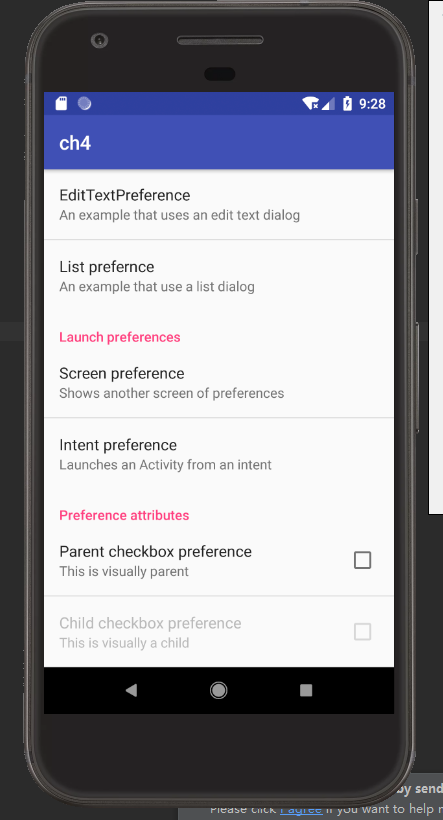 9:28
ch4
EditTextPreference
An example that uses an edit text dialog
List prefernce
An example that use a list dialog
Launch preferences
Screen preference
Shows another screen of preferences
Intent preference
Launches an Activity from an intent
Preference attributes
Parent checkbox preference
This is visually parent
Child checkbox preference
This is visually a child
by send
Please click I agree if you want to help